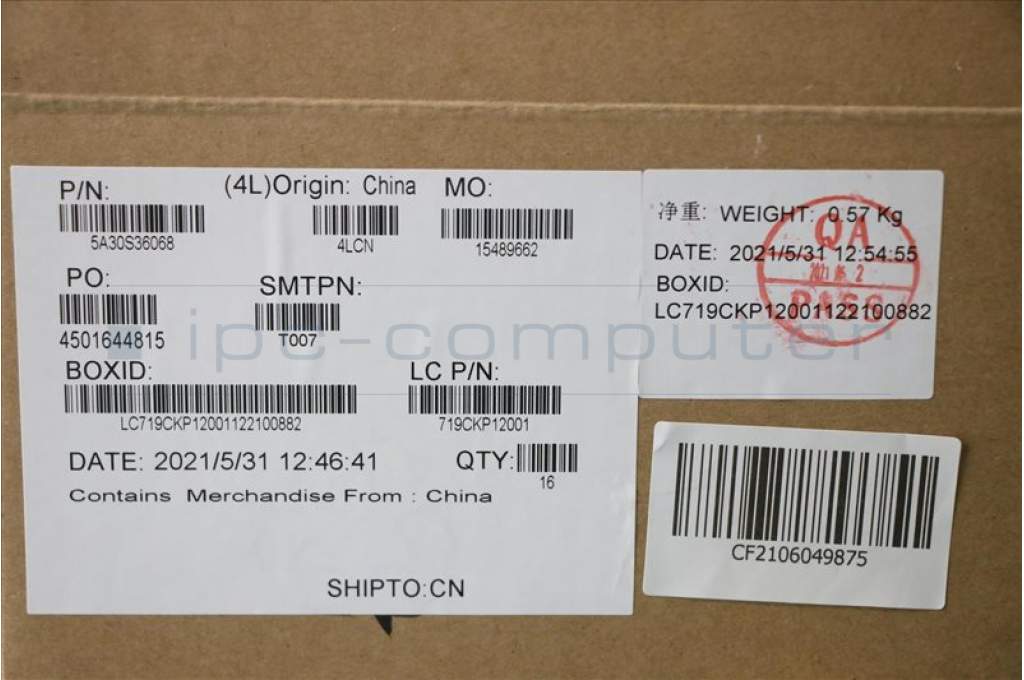 P/N:
5A30S36068
(4L)Origin: China
4LCN
MO:
15489662
PO:
4501644815
SMTPN:
T007
BOXID:
LC719CKP12001122100882
LC P/N:
719CKP12001
DATE: 2021/5/31 12:46:41
QTY:
16
Contains Merchandise From : China
SHIPTO:CN
净重: WEIGHT: 0.57 Kg
DATE: 2021/5/31 12:54:55
BOXID:
LC719CKP12001122100882
QA
PASS
CF2106049875
ipc-computer